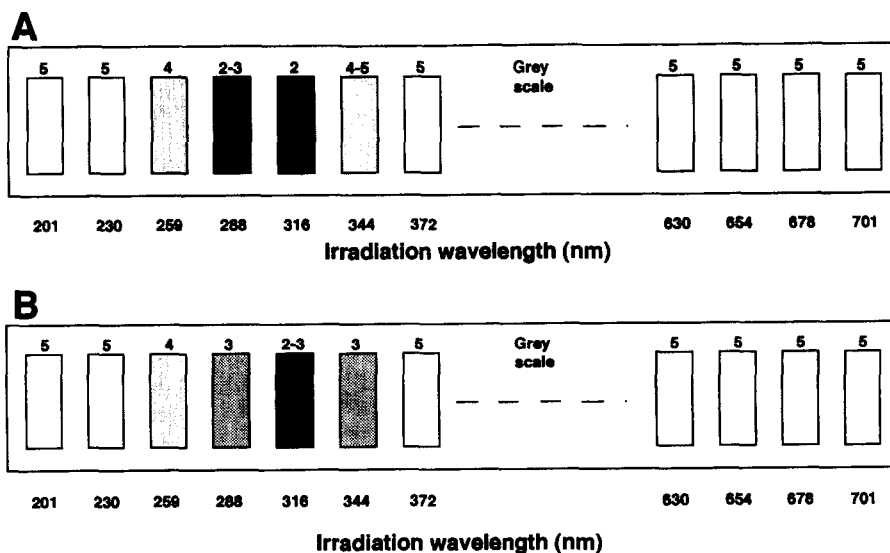 A
5 5 4 2-3 2 4-5 5 Grey 5 5 5 5
scale
201 230 259 288 316 344 372 630 654 678 701
Irradiation wavelength (nm)
B
5 5 4 3 2-3 3 5 Grey 5 5 5 5
scale
201 230 259 288 316 344 372 630 654 678 701
Irradiation wavelength (nm)